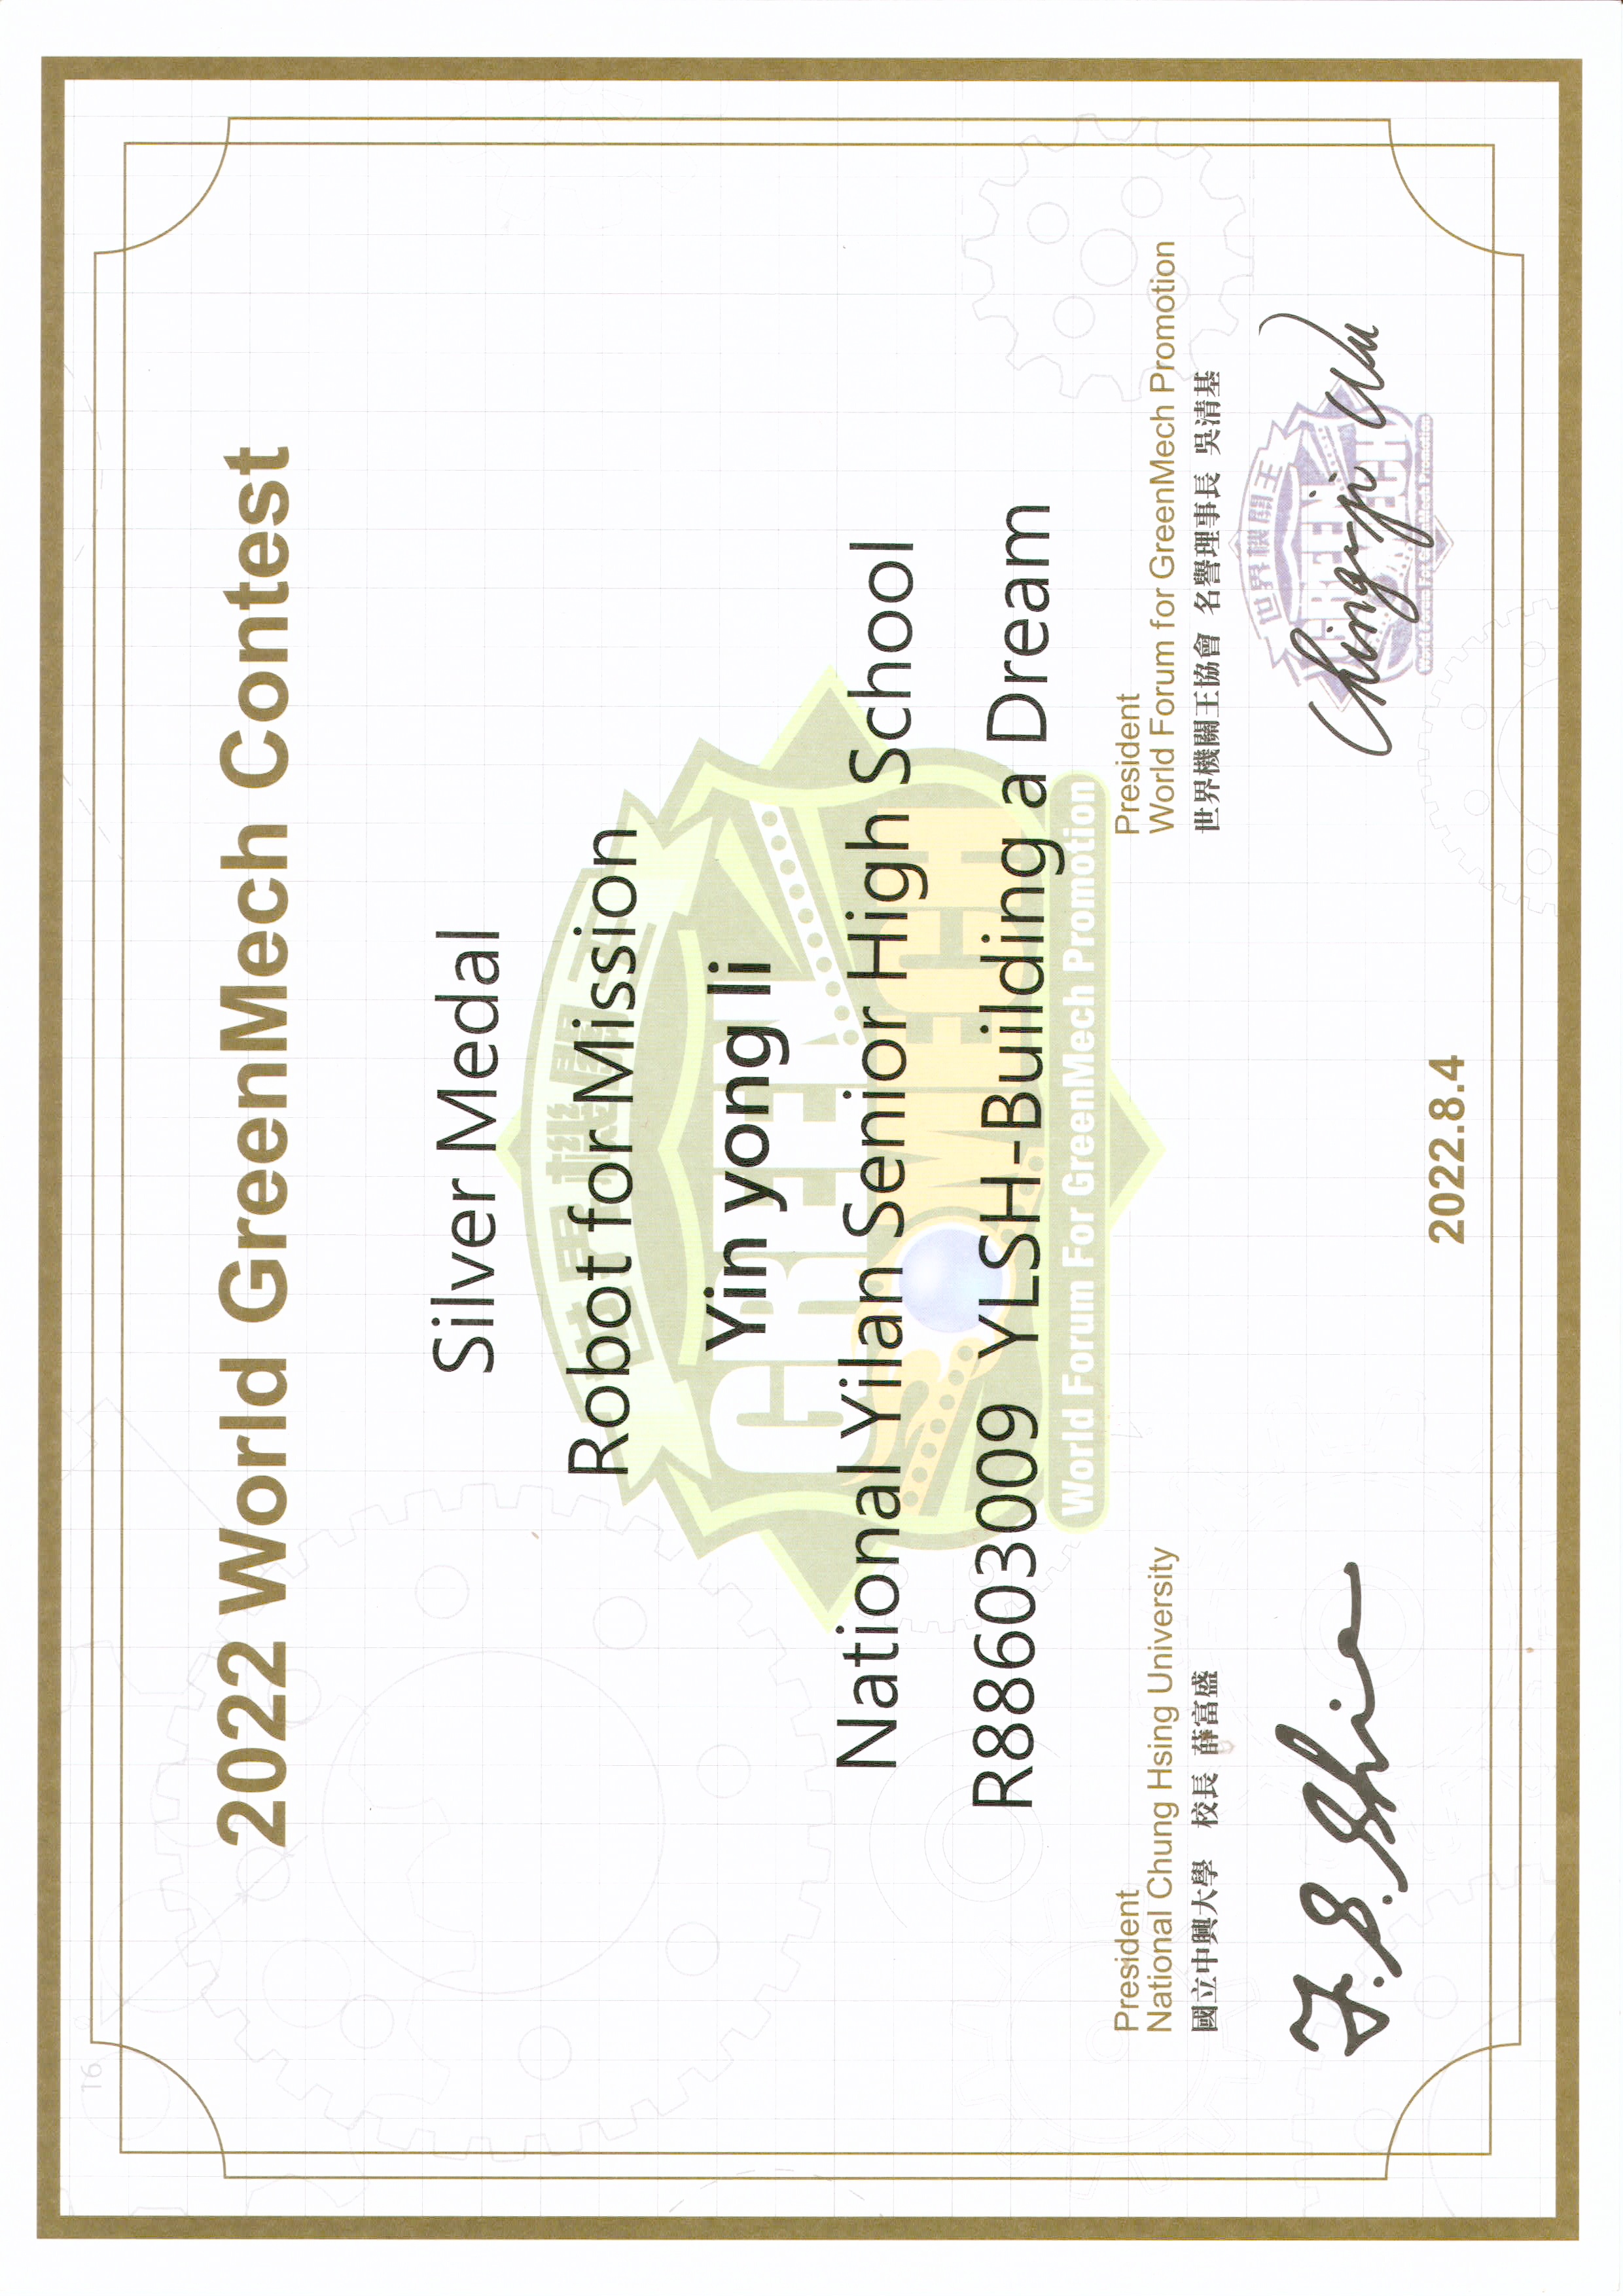 16
2022 World GreenMech Contest
Silver Medal
世界機關王
Robot for Mission
GREEN
Yin yong li
National Yilan Senior High School
MECH
R88603009 YLSH-Building a Dream
World Forum For GreenMech Promotion
President
National Chung Hsing University
國立中興大學 校長 薛富盛
President
World Forum for GreenMech Promotion
世界機關王協會 名譽理事長 吳清基
F. S. Shie
世界機關王
GREEN
MECH
World Forum For GreenMech Promotion
Ching-ji Wu
2022.8.4